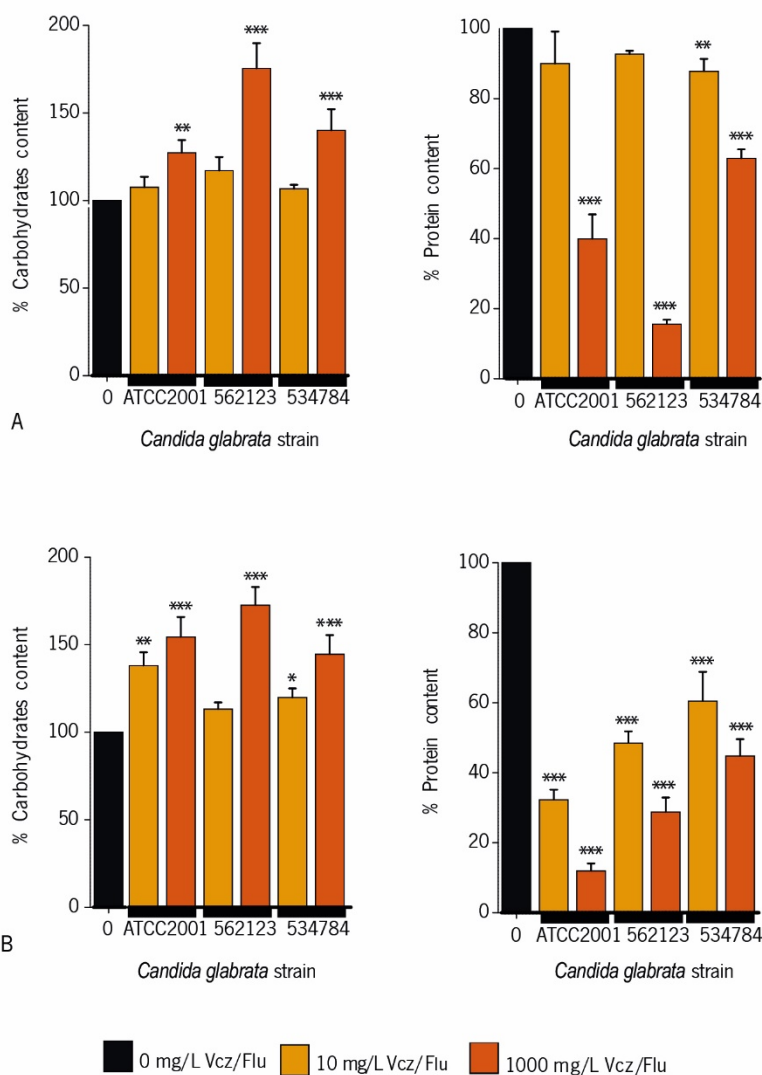 200
150
100
50
0
% Carbohydrates content
** *** ***
0 ATCC2001 562123 534784
Candida glabrata strain
100
80
60
40
20
0
% Protein content
*** *** ** ***
0 ATCC2001 562123 534784
Candida glabrata strain
A
200
150
100
50
0
% Carbohydrates content
** *** *** * ***
0 ATCC2001 562123 534784
Candida glabrata strain
100
80
60
40
20
0
% Protein content
*** *** *** *** *** ***
0 ATCC2001 562123 534784
Candida glabrata strain
B
0 mg/L Vcz/Flu 10 mg/L Vcz/Flu 1000 mg/L Vcz/Flu